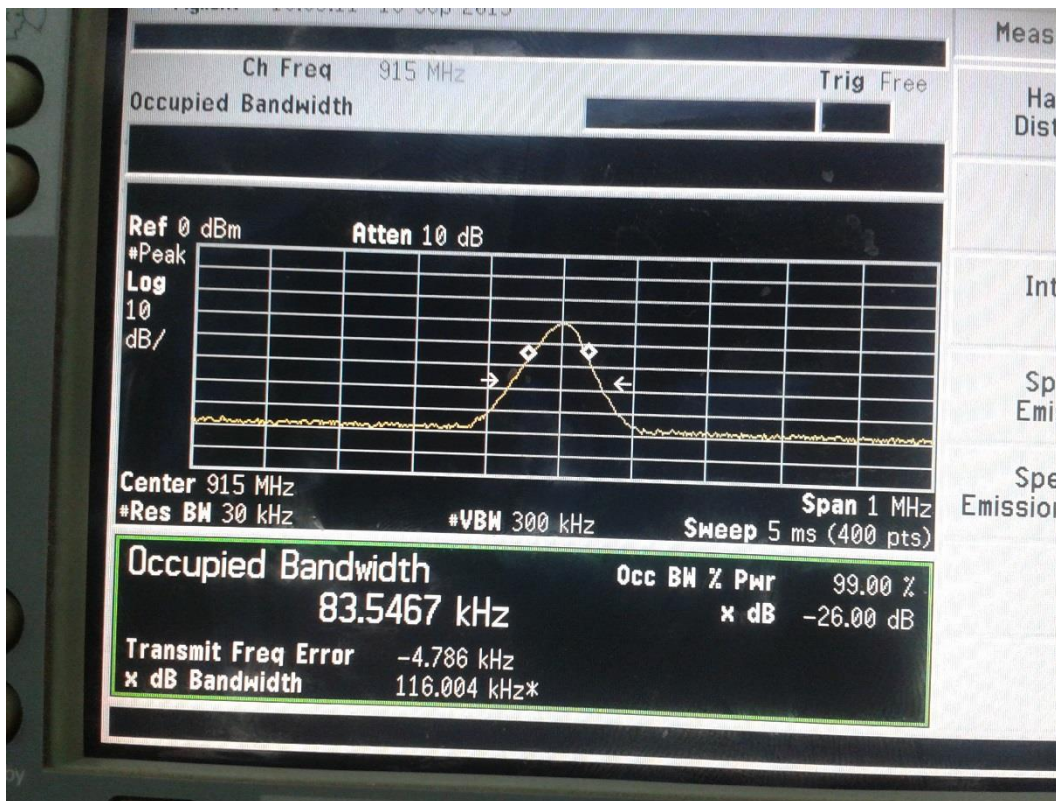 Ch Freq 915 MHz
Trig Free
Occupied Bandwidth
Ref 0 dBm
Atten 10 dB
#Peak
Log
10
dB/
Center 915 MHz
Span 1 MHz
#Res BW 30 kHz
#VBW 300 kHz
Sweep 5 ms (400 pts)
Occupied Bandwidth
83.5467 kHz
Occ BW % Pwr 99.00 %
x dB -26.00 dB
Transmit Freq Error -4.786 kHz
x dB Bandwidth 116.004 kHz*
Meas
Ha
Dist
Int
Sp
Emi
Spe
Emission